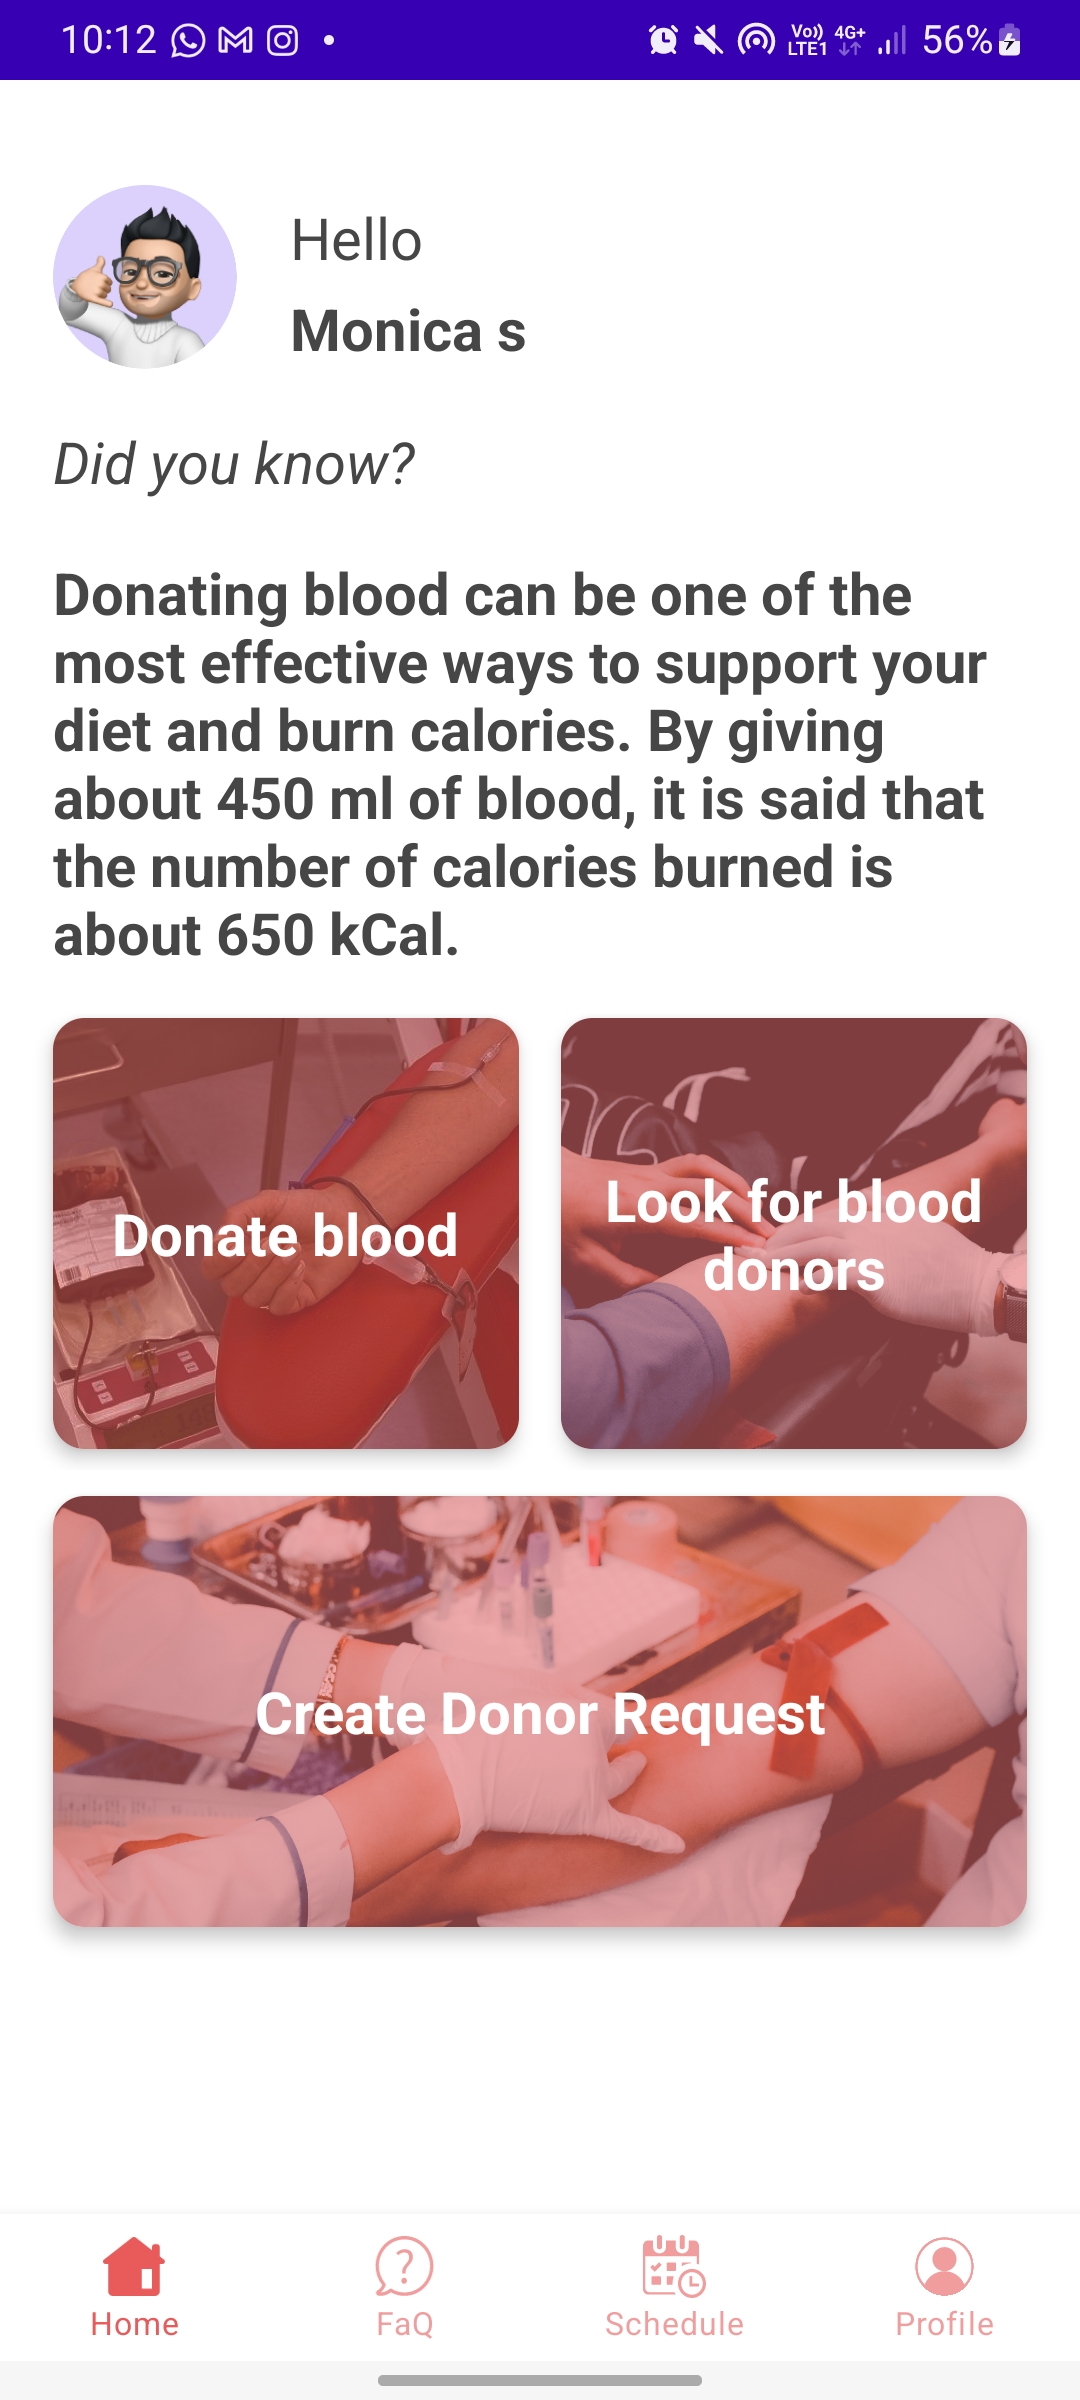 10:12 Vo)) LTE1 4G+ 56%
Hello
Monica s
Did you know?
Donating blood can be one of the
most effective ways to support your
diet and burn calories. By giving
about 450 ml of blood, it is said that
the number of calories burned is
about 650 kCal.
Donate blood
Look for blood
donors
Create Donor Request
Home
FaQ
Schedule
Profile